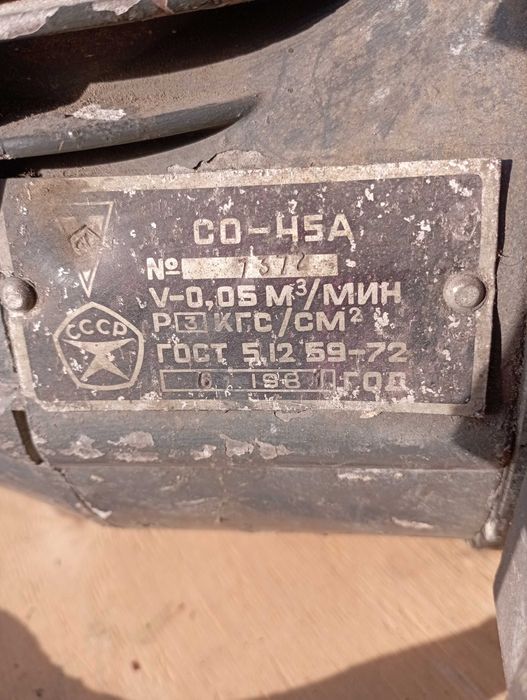 СО-45А
№ 7372
V-0,05 М³/МИН
Р 3 КГС/СМ²
СССР
ГОСТ 5.12 59-72
6 198 ГОД